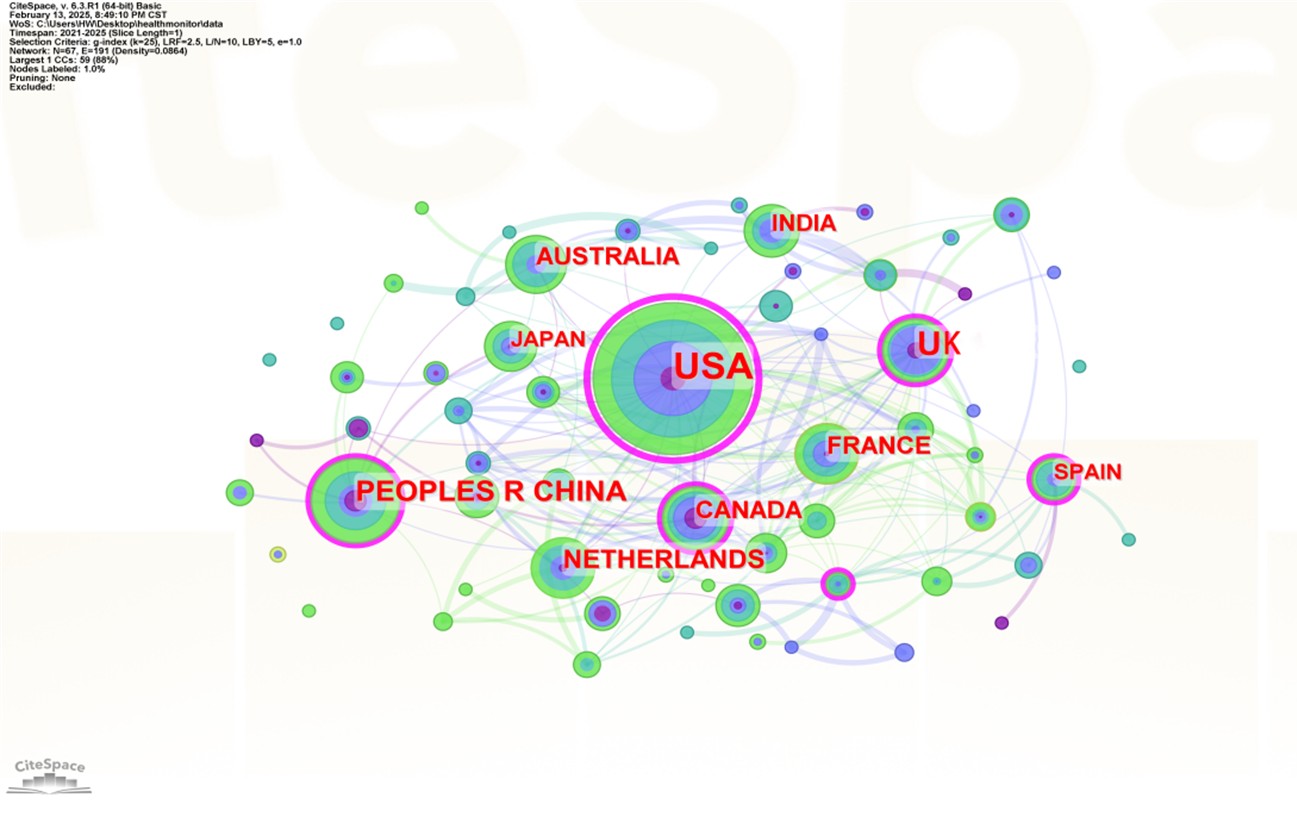 CiteSpace, v. 6.3.R1 (64-bit) Basic
February 13, 2025, 8:49:10 PM CST
WoS: C:\Users\HW\Desktop\healthmonitor\data
Timespan: 2021-2025 (Slice Length=1)
Selection Criteria: g-index (k=25), LRF=2.5, L/N=10, LBY=5, e=1.0
Network: N=67, E=191 (Density=0.0864)
Largest 1 CCs: 59 (88%)
Nodes Labeled: 1.0%
Pruning: None
Excluded:
iteSpa
INDIA
AUSTRALIA
JAPAN
UK
USA
FRANCE
SPAIN
PEOPLES R CHINA
CANADA
NETHERLANDS
CiteSpace